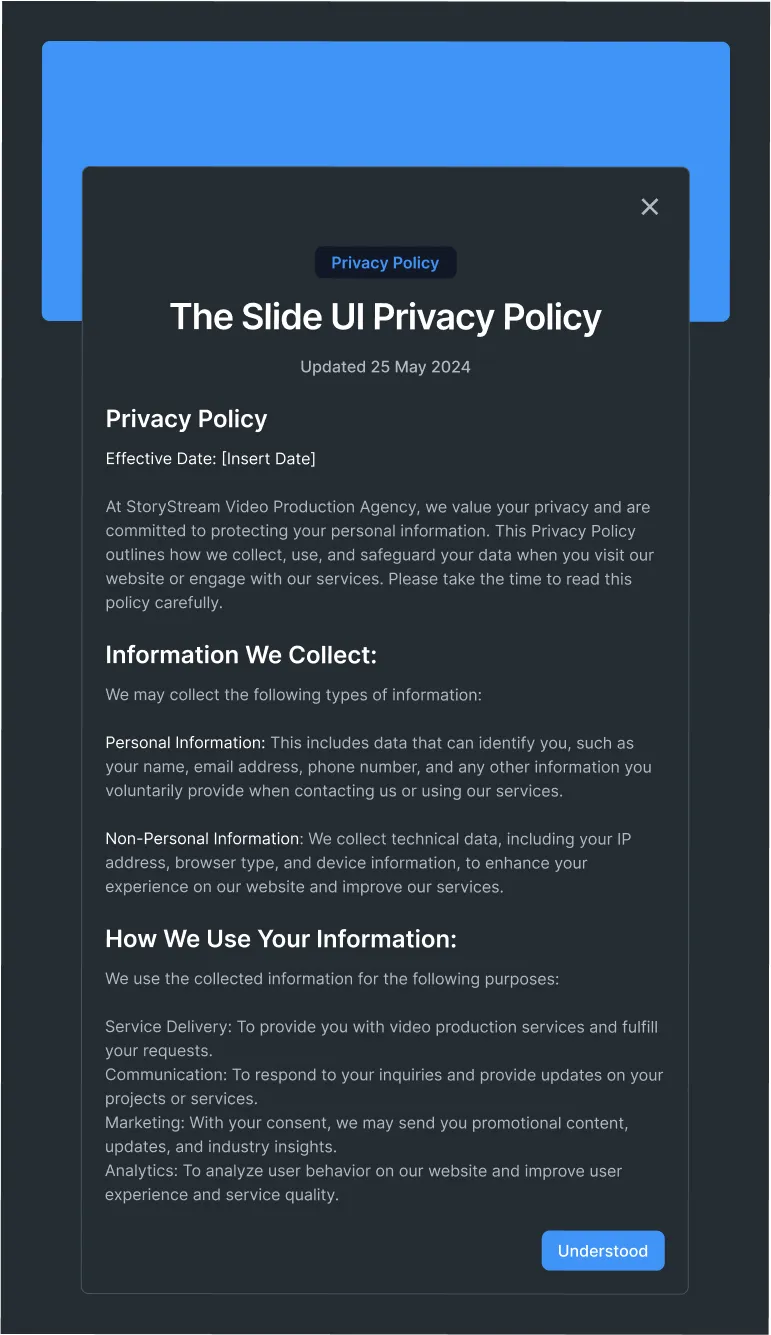 Privacy Policy
The Slide UI Privacy Policy
Updated 25 May 2024
Privacy Policy
Effective Date: [Insert Date]
At StoryStream Video Production Agency, we value your privacy and are
committed to protecting your personal information. This Privacy Policy
outlines how we collect, use, and safeguard your data when you visit our
website or engage with our services. Please take the time to read this
policy carefully.
Information We Collect:
We may collect the following types of information:
Personal Information: This includes data that can identify you, such as
your name, email address, phone number, and any other information you
voluntarily provide when contacting us or using our services.
Non-Personal Information: We collect technical data, including your IP
address, browser type, and device information, to enhance your
experience on our website and improve our services.
How We Use Your Information:
We use the collected information for the following purposes:
Service Delivery: To provide you with video production services and fulfill
your requests.
Communication: To respond to your inquiries and provide updates on your
projects or services.
Marketing: With your consent, we may send you promotional content,
updates, and industry insights.
Analytics: To analyze user behavior on our website and improve user
experience and service quality.
Understood